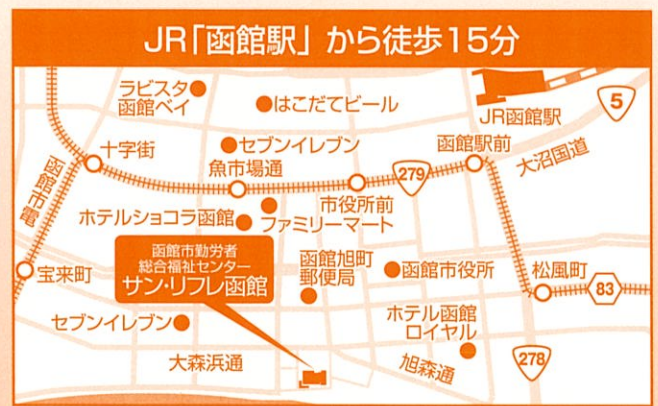 JR「函館駅」から徒歩15分
ラビスタ
函館ベイ
はこだてビール
JR函館駅
5
十字街
セブンイレブン
魚市場通
279
函館駅前
大沼国道
函館市電
市役所前
ホテルショコラ函館
ファミリーマート
函館市勤労者
総合福祉センター
サン・リフレ函館
函館旭町
郵便局
函館市役所
宝来町
松風町
83
セブンイレブン
ホテル函館
ロイヤル
大森浜通
旭森通
278